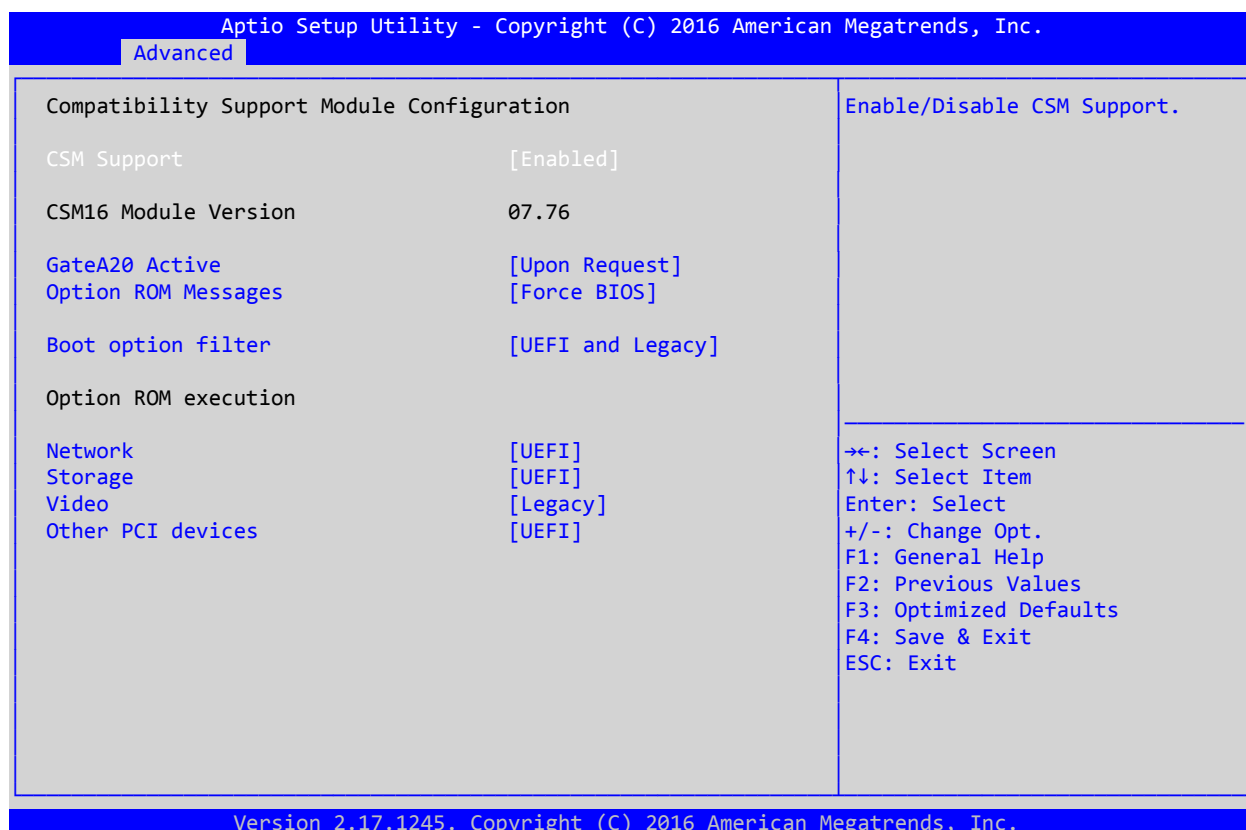 Aptio Setup Utility - Copyright (C) 2016 American Megatrends, Inc.
Advanced
Compatibility Support Module Configuration
CSM Support [Enabled]
CSM16 Module Version 07.76
GateA20 Active [Upon Request]
Option ROM Messages [Force BIOS]
Boot option filter [UEFI and Legacy]
Option ROM execution
Network [UEFI]
Storage [UEFI]
Video [Legacy]
Other PCI devices [UEFI]
Enable/Disable CSM Support.
→←: Select Screen
↑↓: Select Item
Enter: Select
+/-: Change Opt.
F1: General Help
F2: Previous Values
F3: Optimized Defaults
F4: Save & Exit
ESC: Exit
Version 2.17.1245. Copyright (C) 2016 American Megatrends, Inc.